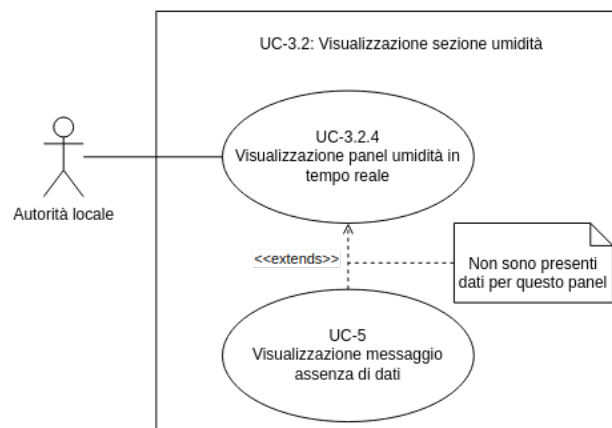 UC-3.2: Visualizzazione sezione umidità
UC-3.2.4
Visualizzazione panel umidità in
tempo reale
Autorità locale
<<extends>>
Non sono presenti
dati per questo panel
UC-5
Visualizzazione messaggio
assenza di dati